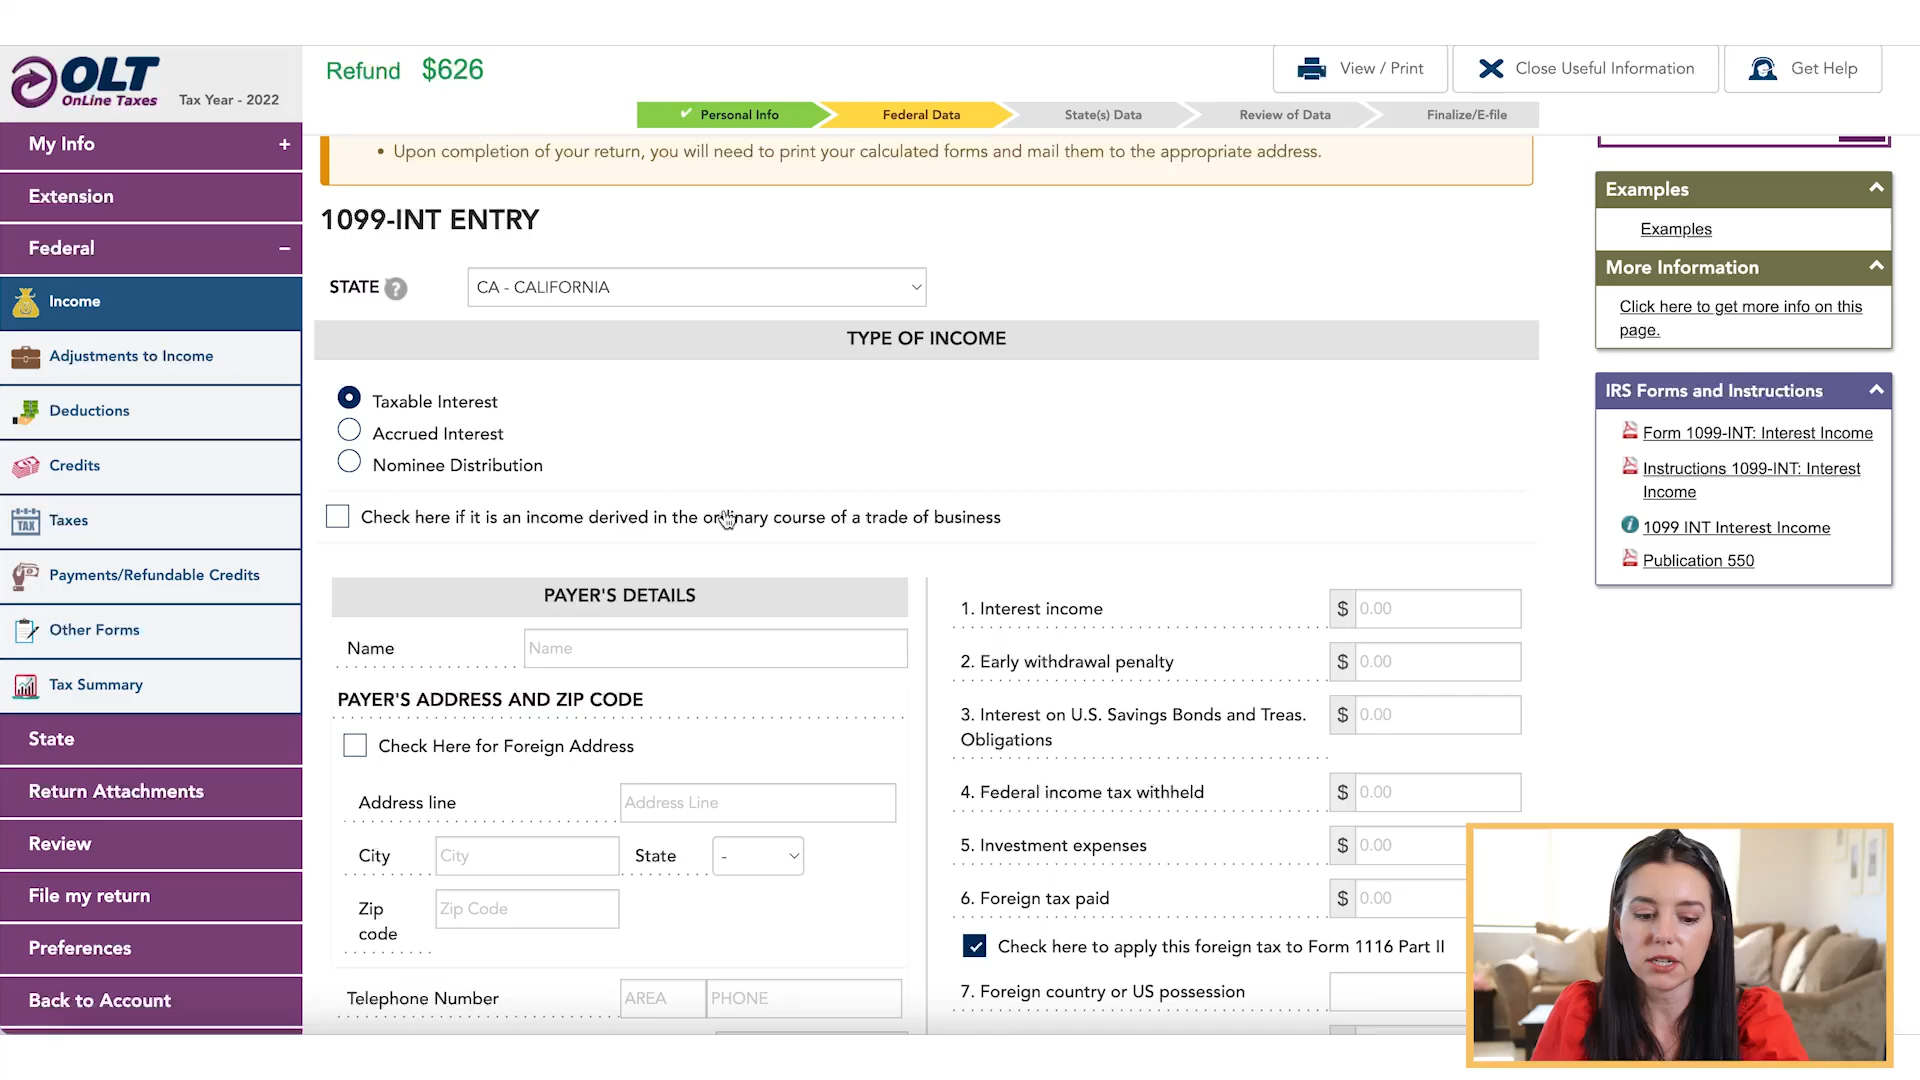 OLT
OnLine Taxes
Tax Year - 2022
Refund $626
View / Print
Close Useful Information
Get Help
Personal Info
Federal Data
State(s) Data
Review of Data
Finalize/E-file
My Info +
Extension
Federal −
Income
Adjustments to Income
Deductions
Credits
TAX
Taxes
Payments/Refundable Credits
Other Forms
Tax Summary
State
Return Attachments
Review
File my return
Preferences
Back to Account
• Upon completion of your return, you will need to print your calculated forms and mail them to the appropriate address.
1099-INT ENTRY
STATE ?
CA - CALIFORNIA
TYPE OF INCOME
Taxable Interest
Accrued Interest
Nominee Distribution
Check here if it is an income derived in the ordinary course of a trade of business
PAYER'S DETAILS
Name
Name
PAYER'S ADDRESS AND ZIP CODE
Check Here for Foreign Address
Address line
Address Line
City
City
State
-
Zip
code
Zip Code
Telephone Number
AREA
PHONE
1. Interest income
$ 0.00
2. Early withdrawal penalty
$ 0.00
3. Interest on U.S. Savings Bonds and Treas.
Obligations
$ 0.00
4. Federal income tax withheld
$ 0.00
5. Investment expenses
$ 0.00
6. Foreign tax paid
$ 0.00
Check here to apply this foreign tax to Form 1116 Part II
7. Foreign country or US possession
Examples
Examples
More Information
Click here to get more info on this
page.
IRS Forms and Instructions
Form 1099-INT: Interest Income
Instructions 1099-INT: Interest
Income
1099 INT Interest Income
Publication 550